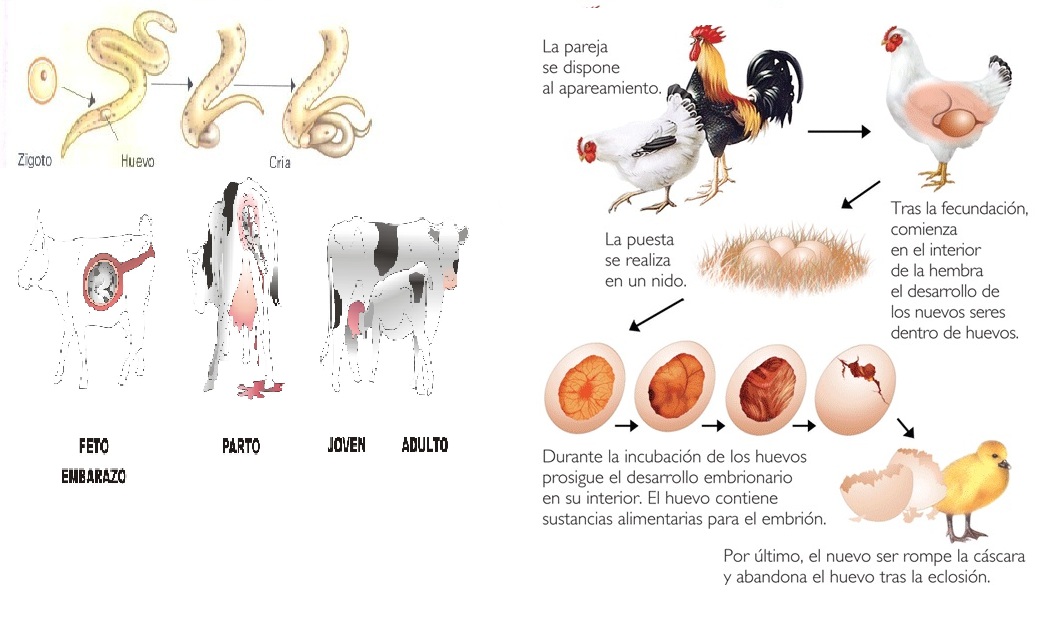 Zigoto
Huevo
Cria
FETO
EMBARAZO
PARTO
JOVEN
ADULTO
La pareja
se dispone
al apareamiento.
Tras la fecundación,
comienza
en el interior
de la hembra
el desarrollo de
los nuevos seres
dentro de huevos.
La puesta
se realiza
en un nido.
Durante la incubación de los huevos
prosigue el desarrollo embrionario
en su interior. El huevo contiene
sustancias alimentarias para el embrión.
Por último, el nuevo ser rompe la cáscara
y abandona el huevo tras la eclosión.